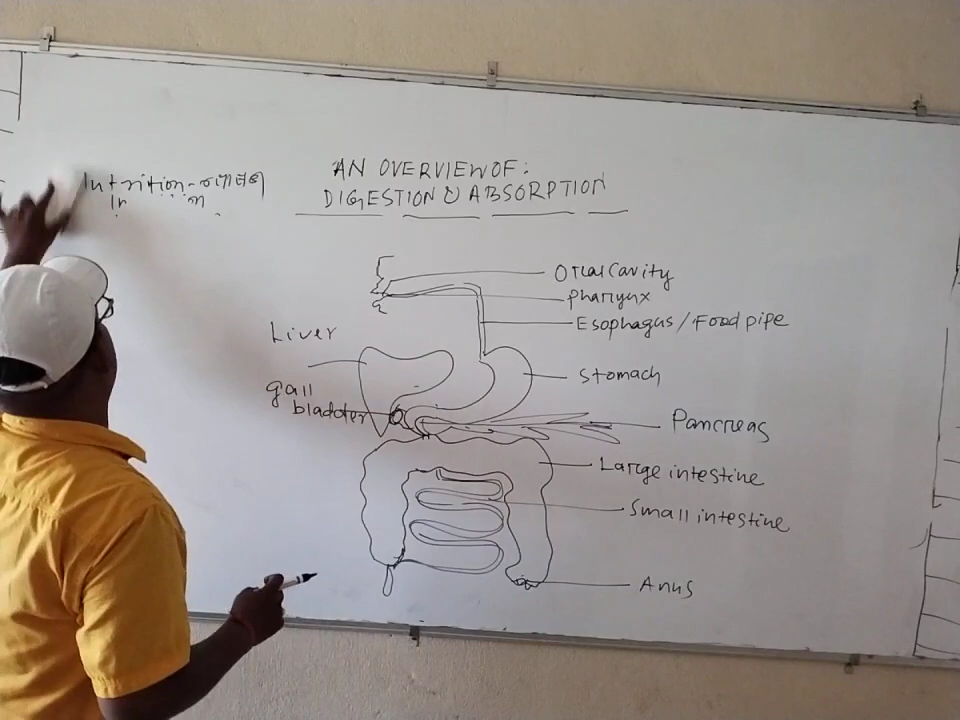 Nutrition-
AN OVERVIEW OF:
DIGESTION & ABSORPTION
Oral cavity
Pharynx
Esophagus/Food pipe
Liver
Stomach
gall
bladder
Pancreas
Large intestine
Small intestine
Anus